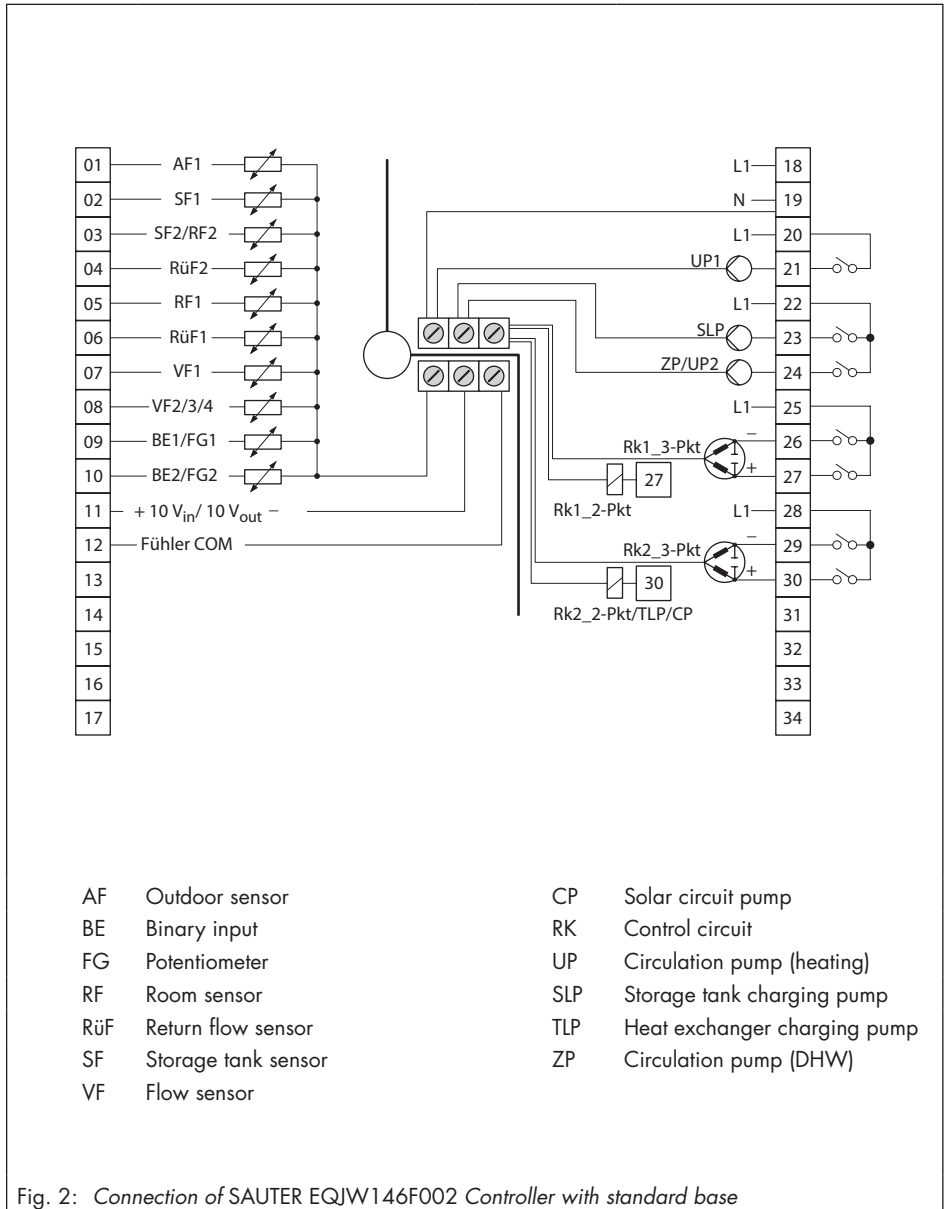 01 AF1 L1 18
02 SF1 N 19
03 SF2/RF2 L1 20
04 RüF2 UP1 21
05 RF1 L1 22
06 RüF1 SLP 23
07 VF1 ZP/UP2 24
08 VF2/3/4 L1 25
09 BE1/FG1 Rk1_3-Pkt − 26
10 BE2/FG2 27 + 27
Rk1_2-Pkt
11 + 10 Vin/ 10 Vout − L1 28
12 Fühler COM Rk2_3-Pkt − 29
13 30 + 30
14 Rk2_2-Pkt/TLP/CP 31
15 32
16 33
17 34
AF Outdoor sensor
BE Binary input
FG Potentiometer
RF Room sensor
RüF Return flow sensor
SF Storage tank sensor
VF Flow sensor
CP Solar circuit pump
RK Control circuit
UP Circulation pump (heating)
SLP Storage tank charging pump
TLP Heat exchanger charging pump
ZP Circulation pump (DHW)
Fig. 2: Connection of SAUTER EQJW146F002 Controller with standard base